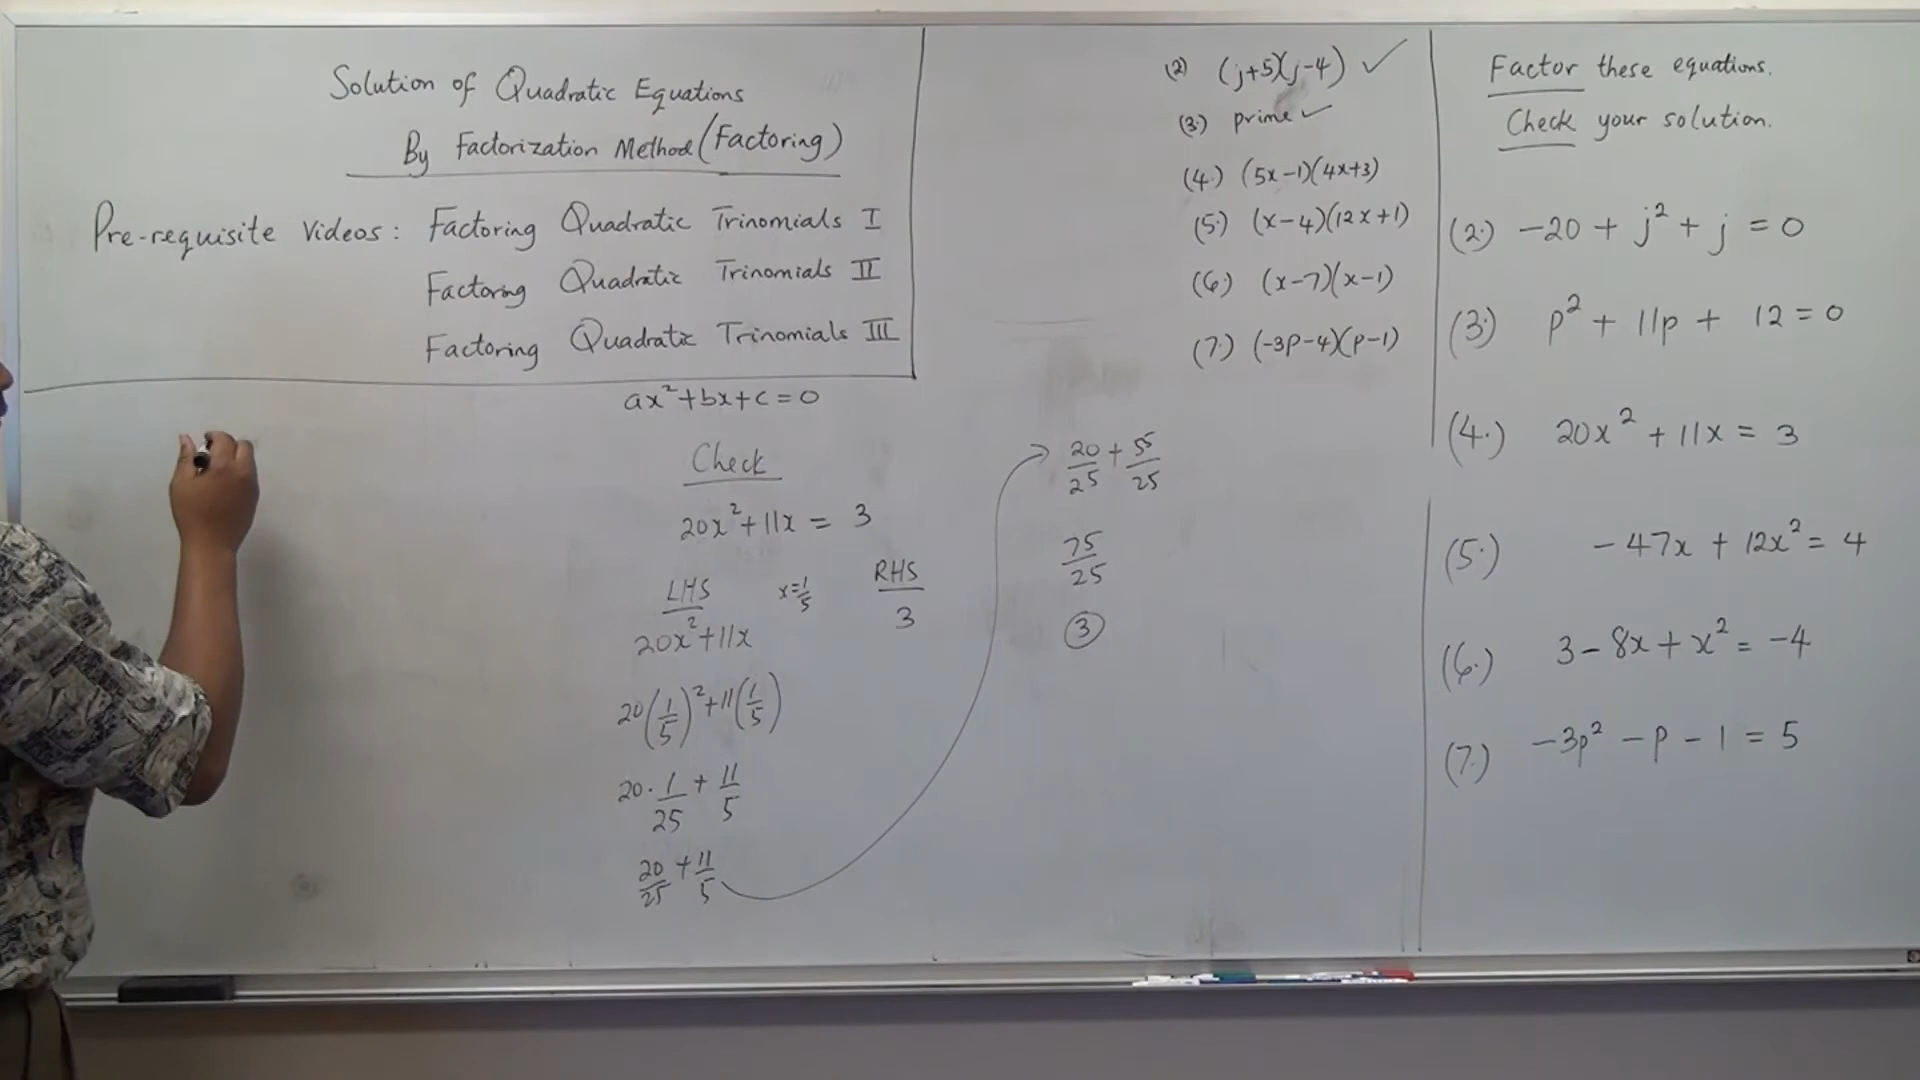 Solution of Quadratic Equations
By Factorization Method (Factoring)
Pre-requisite Videos: Factoring Quadratic Trinomials I
Factoring Quadratic Trinomials II
Factoring Quadratic Trinomials III
ax²+bx+c=0
Check
20x²+11x = 3
LHS x=1/5 RHS
20x²+11x 3
20(1/5)²+11(1/5)
20·1/25 + 11/5
20/25 + 11/5
20/25 + 55/25
75/25
3
(2) (j+5)(j-4) ✓
(3.) prime ✓
(4.) (5x-1)(4x+3)
(5.) (x-4)(12x+1)
(6.) (x-7)(x-1)
(7.) (-3p-4)(p-1)
Factor these equations.
Check your solution.
(2.) -20 + j² + j = 0
(3.) p² + 11p + 12 = 0
(4.) 20x² + 11x = 3
(5.) -47x + 12x² = 4
(6.) 3 - 8x + x² = -4
(7.) -3p² - p - 1 = 5